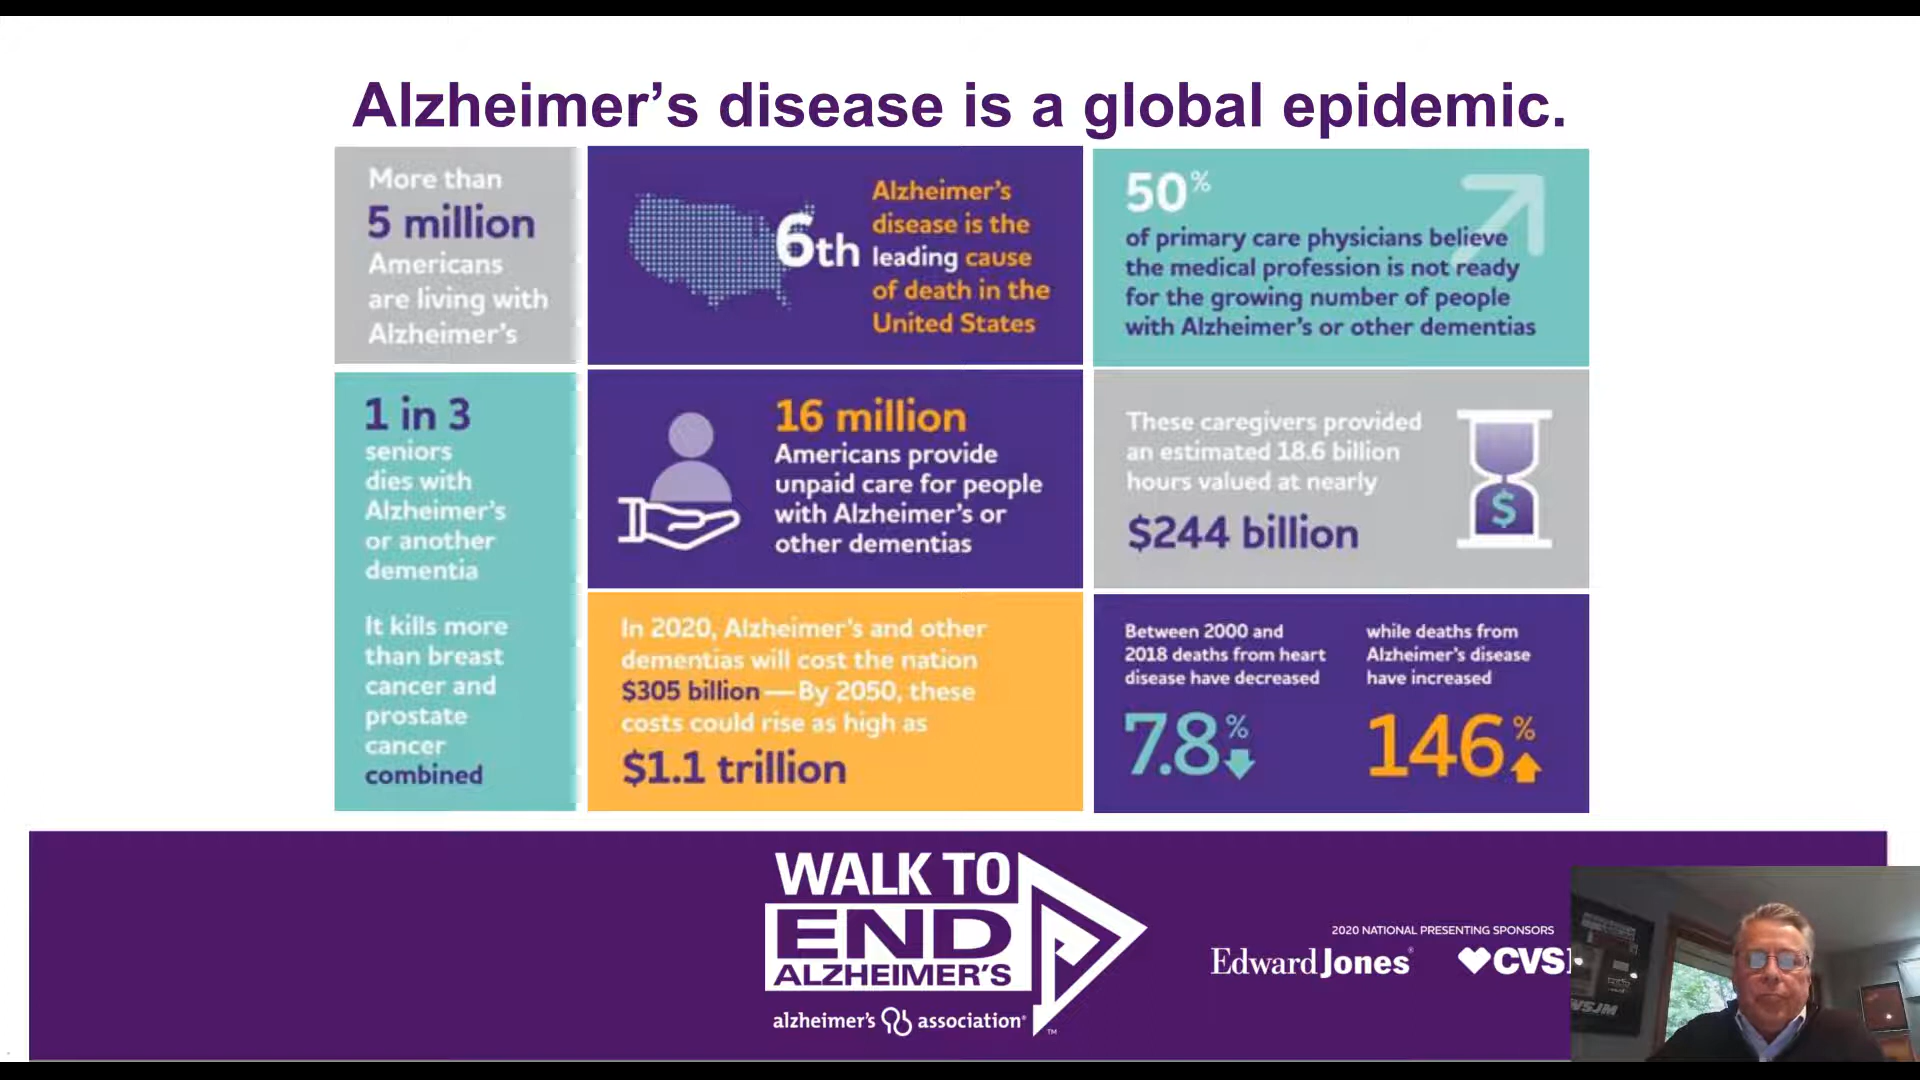 Alzheimer’s disease is a global epidemic.
More than
5 million
Americans
are living with
Alzheimer’s
6th
Alzheimer’s
disease is the
leading cause
of death in the
United States
50%
of primary care physicians believe
the medical profession is not ready
for the growing number of people
with Alzheimer’s or other dementias
1 in 3
seniors
dies with
Alzheimer’s
or another
dementia
It kills more
than breast
cancer and
prostate
cancer
combined
16 million
Americans provide
unpaid care for people
with Alzheimer’s or
other dementias
These caregivers provided
an estimated 18.6 billion
hours valued at nearly
$244 billion
$
In 2020, Alzheimer’s and other
dementias will cost the nation
$305 billion — By 2050, these
costs could rise as high as
$1.1 trillion
Between 2000 and
2018 deaths from heart
disease have decreased
7.8%
while deaths from
Alzheimer’s disease
have increased
146%
WALK TO
END
ALZHEIMER’S
alzheimer’s association®
™
2020 NATIONAL PRESENTING SPONSORS
Edward Jones®
CVS
WSJM